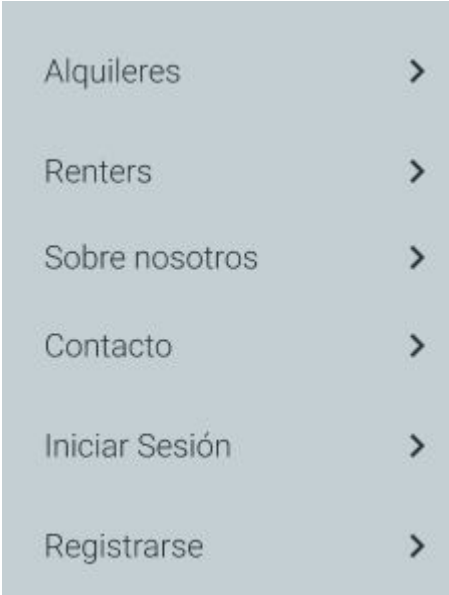 Alquileres
Renters
Sobre nosotros
Contacto
Iniciar Sesión
Registrarse